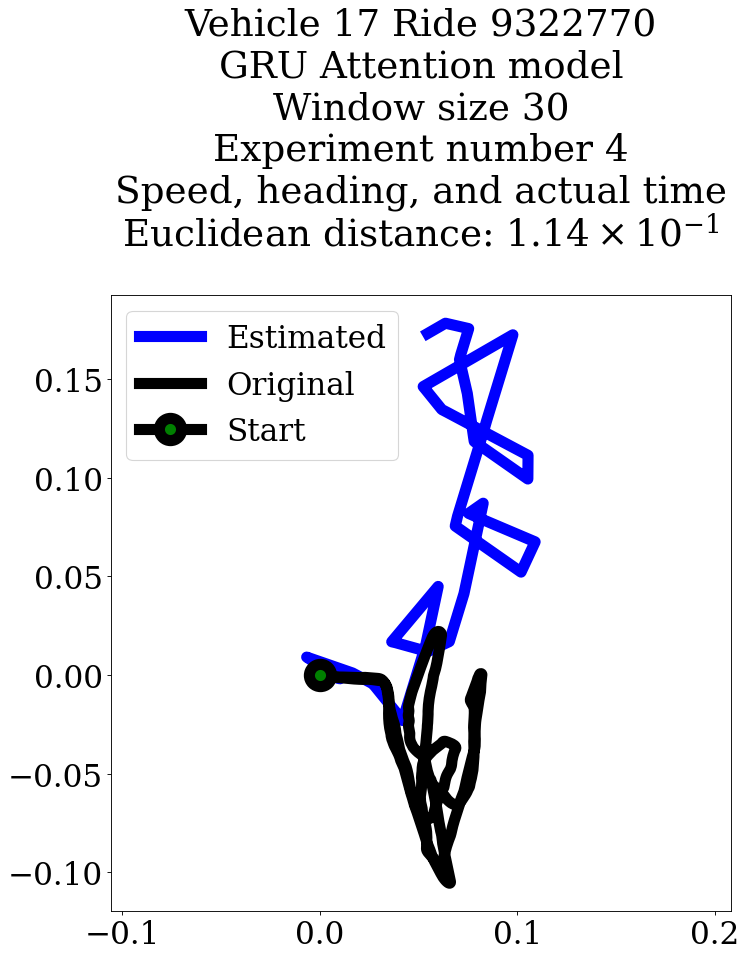 Vehicle 17 Ride 9322770
GRU Attention model
Window size 30
Experiment number 4
Speed, heading, and actual time
Euclidean distance: 1.14 × 10⁻¹
Estimated
Original
Start
0.15
0.10
0.05
0.00
−0.05
−0.10
−0.1
0.0
0.1
0.2